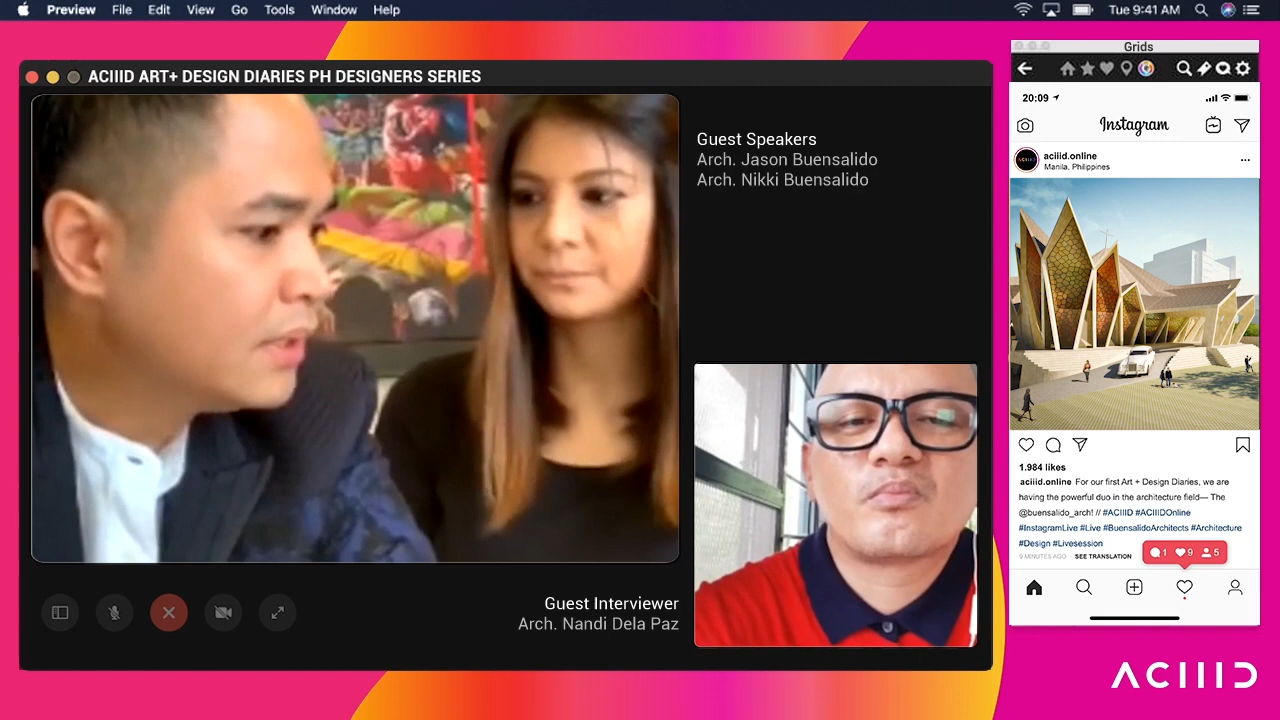 Preview File Edit View Go Tools Window Help
Tue 9:41 AM
ACIIID ART+ DESIGN DIARIES PH DESIGNERS SERIES
Guest Speakers
Arch. Jason Buensalido
Arch. Nikki Buensalido
Guest Interviewer
Arch. Nandi Dela Paz
Grids
20:09
Instagram
ACIIID
aciiid.online
Manila, Philippines
1.984 likes
aciiid.online For our first Art + Design Diaries, we are
having the powerful duo in the architecture field— The
@buensalido_arch! // #ACIIID #ACIIIDOnline
#InstagramLive #Live #BuensalidoArchitects #Architecture
#Design #Livesession
9 MINUTES AGO SEE TRANSLATION
1 9 5
ACIIID